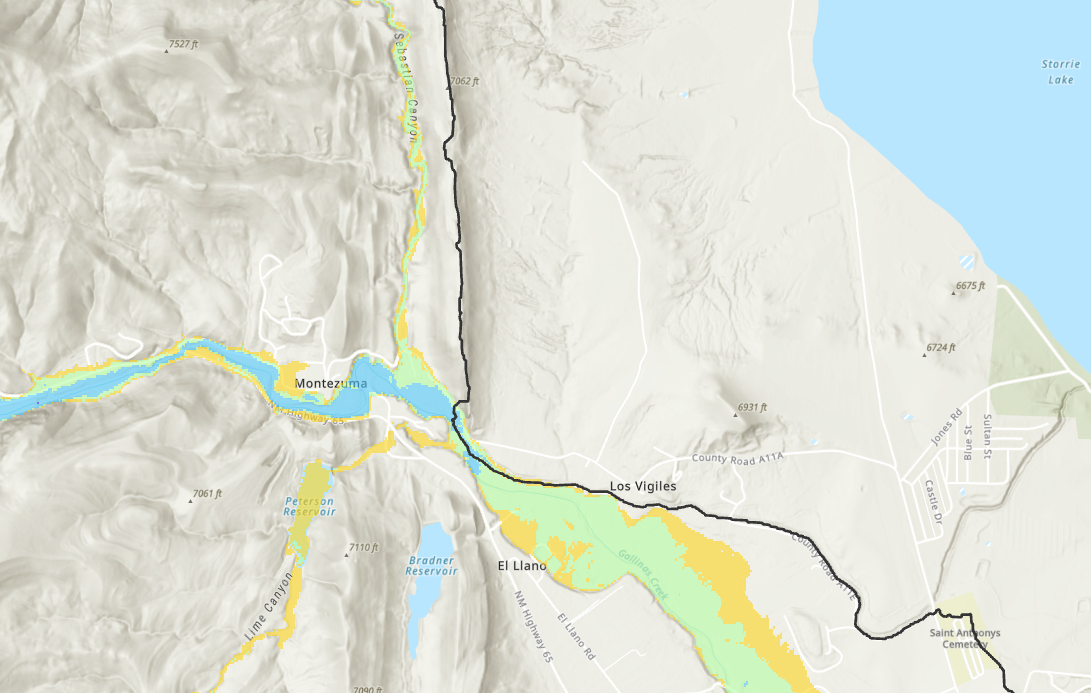 Sebastian Canyon
7527 ft
7062 ft
Storrie
Lake
6675 ft
6724 ft
Montezuma
NM Highway 65
6931 ft
Jones Rd
Blue St
Sultan St
County Road A11A
Castle Dr
7061 ft
Peterson
Reservoir
Los Vigiles
7110 ft
Bradner
Reservoir
El Llano
Gallinas Creek
County Road A11E
Lime Canyon
NM Highway 65
El Llano Rd
Saint Anthonys
Cemetery
7090 ft